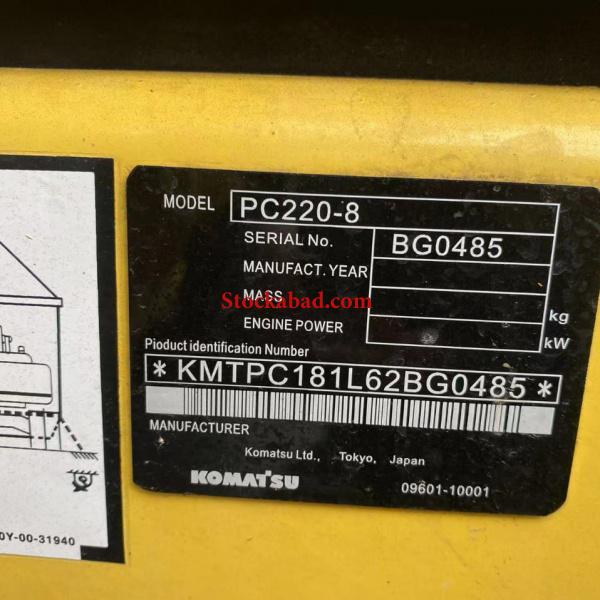 MODEL PC220-8
SERIAL No. BG0485
MANUFACT. YEAR
MASS kg
Stockabad.com
ENGINE POWER kW
Pioduct identification Number
* KMTPC181L62BG0485 *
MANUFACTURER
Komatsu Ltd., Tokyo, Japan
KOMATSU 09601-10001
0Y-00-31940